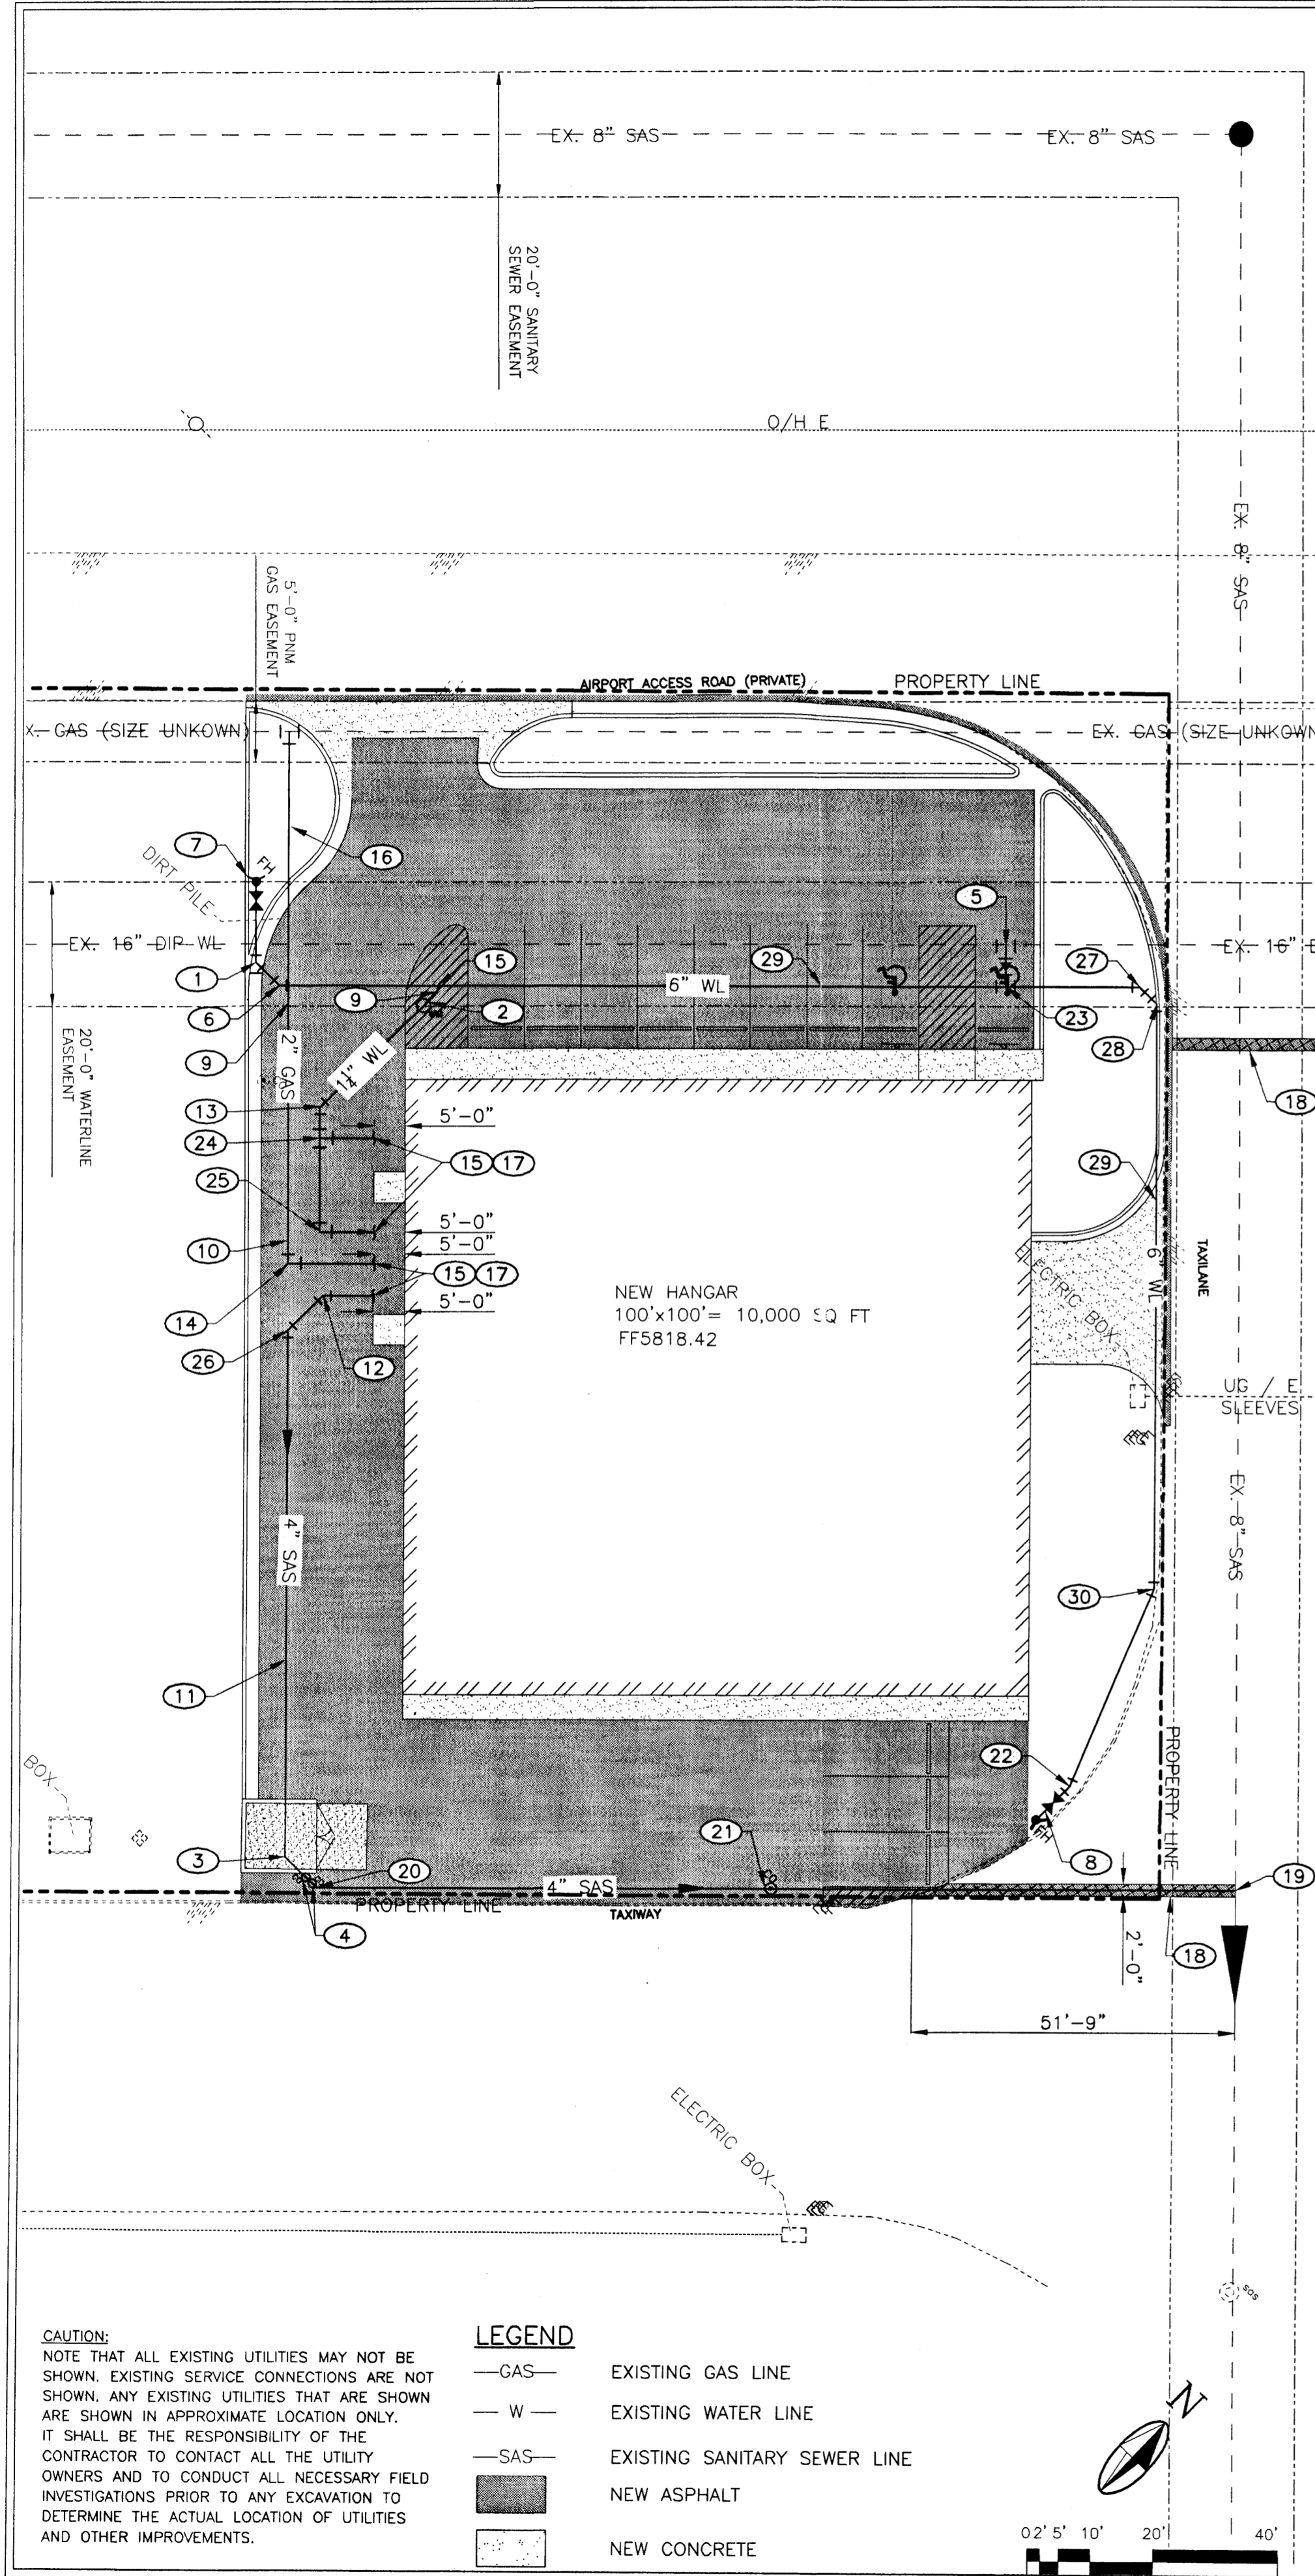 EX. 8" SAS
EX. 8" SAS
20'-0" SANITARY
SEWER EASEMENT
O/H E
EX. 8" SAS
5'-0" PNM
GAS EASEMENT
AIRPORT ACCESS ROAD (PRIVATE)
PROPERTY LINE
X. GAS (SIZE UNKOWN)
EX. GAS (SIZE UNKOWN
7
FH
16
DIRT PILE
5
EX. 16" DIP WL
EX. 16"
1
15
29
27
6" WL
9
2
6
23
20'-0" WATERLINE
EASEMENT
9
2" GAS
28
1¼" WL
18
13
5'-0"
24
15
17
29
25
5'-0"
10
5'-0"
6" WL
TAXILANE
15
17
ELECTRIC BOX
14
5'-0"
NEW HANGAR
100'x100'= 10,000 SQ FT
FF5818.42
26
12
UG / E
SLEEVES
4" SAS
EX. 8" SAS
30
11
PROPERTY LINE
BOX
22
21
FH
8
3
20
4" SAS
19
PROPERTY LINE
TAXIWAY
4
2'-0"
18
51'-9"
ELECTRIC BOX
sas
CAUTION:
NOTE THAT ALL EXISTING UTILITIES MAY NOT BE
SHOWN. EXISTING SERVICE CONNECTIONS ARE NOT
SHOWN. ANY EXISTING UTILITIES THAT ARE SHOWN
ARE SHOWN IN APPROXIMATE LOCATION ONLY.
IT SHALL BE THE RESPONSIBILITY OF THE
CONTRACTOR TO CONTACT ALL THE UTILITY
OWNERS AND TO CONDUCT ALL NECESSARY FIELD
INVESTIGATIONS PRIOR TO ANY EXCAVATION TO
DETERMINE THE ACTUAL LOCATION OF UTILITIES
AND OTHER IMPROVEMENTS.
LEGEND
GAS EXISTING GAS LINE
W EXISTING WATER LINE
SAS EXISTING SANITARY SEWER LINE
NEW ASPHALT
NEW CONCRETE
N
0 2' 5' 10' 20' 40'